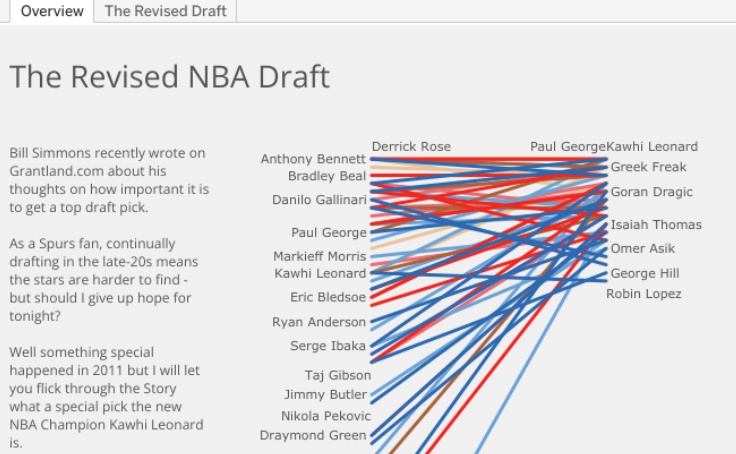 Overview
The Revised Draft
The Revised NBA Draft
Bill Simmons recently wrote on
Grantland.com about his
thoughts on how important it is
to get a top draft pick.
As a Spurs fan, continually
drafting in the late-20s means
the stars are harder to find -
but should I give up hope for
tonight?
Well something special
happened in 2011 but I will let
you flick through the Story
what a special pick the new
NBA Champion Kawhi Leonard
is.
Derrick Rose
Anthony Bennett
Bradley Beal
Danilo Gallinari
Paul George
Markieff Morris
Kawhi Leonard
Eric Bledsoe
Ryan Anderson
Serge Ibaka
Taj Gibson
Jimmy Butler
Nikola Pekovic
Draymond Green
Paul George
Kawhi Leonard
Greek Freak
Goran Dragic
Isaiah Thomas
Omer Asik
George Hill
Robin Lopez